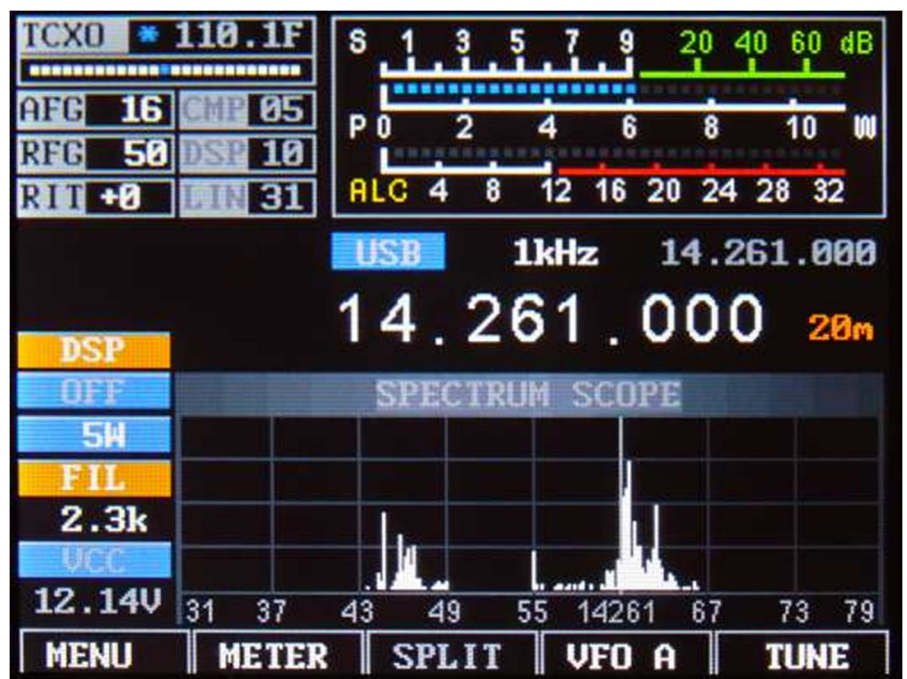 TCXO * 110.1F
AFG 16 CMP 05
RFG 50 DSP 10
RIT +0 LIN 31
S 1 3 5 7 9 20 40 60 dB
P 0 2 4 6 8 10 W
ALC 4 8 12 16 20 24 28 32
USB 1kHz 14.261.000
14.261.000 20m
DSP
OFF
5W
FIL
2.3k
VCC
12.14V
SPECTRUM SCOPE
31 37 43 49 55 14261 67 73 79
MENU METER SPLIT VFO A TUNE